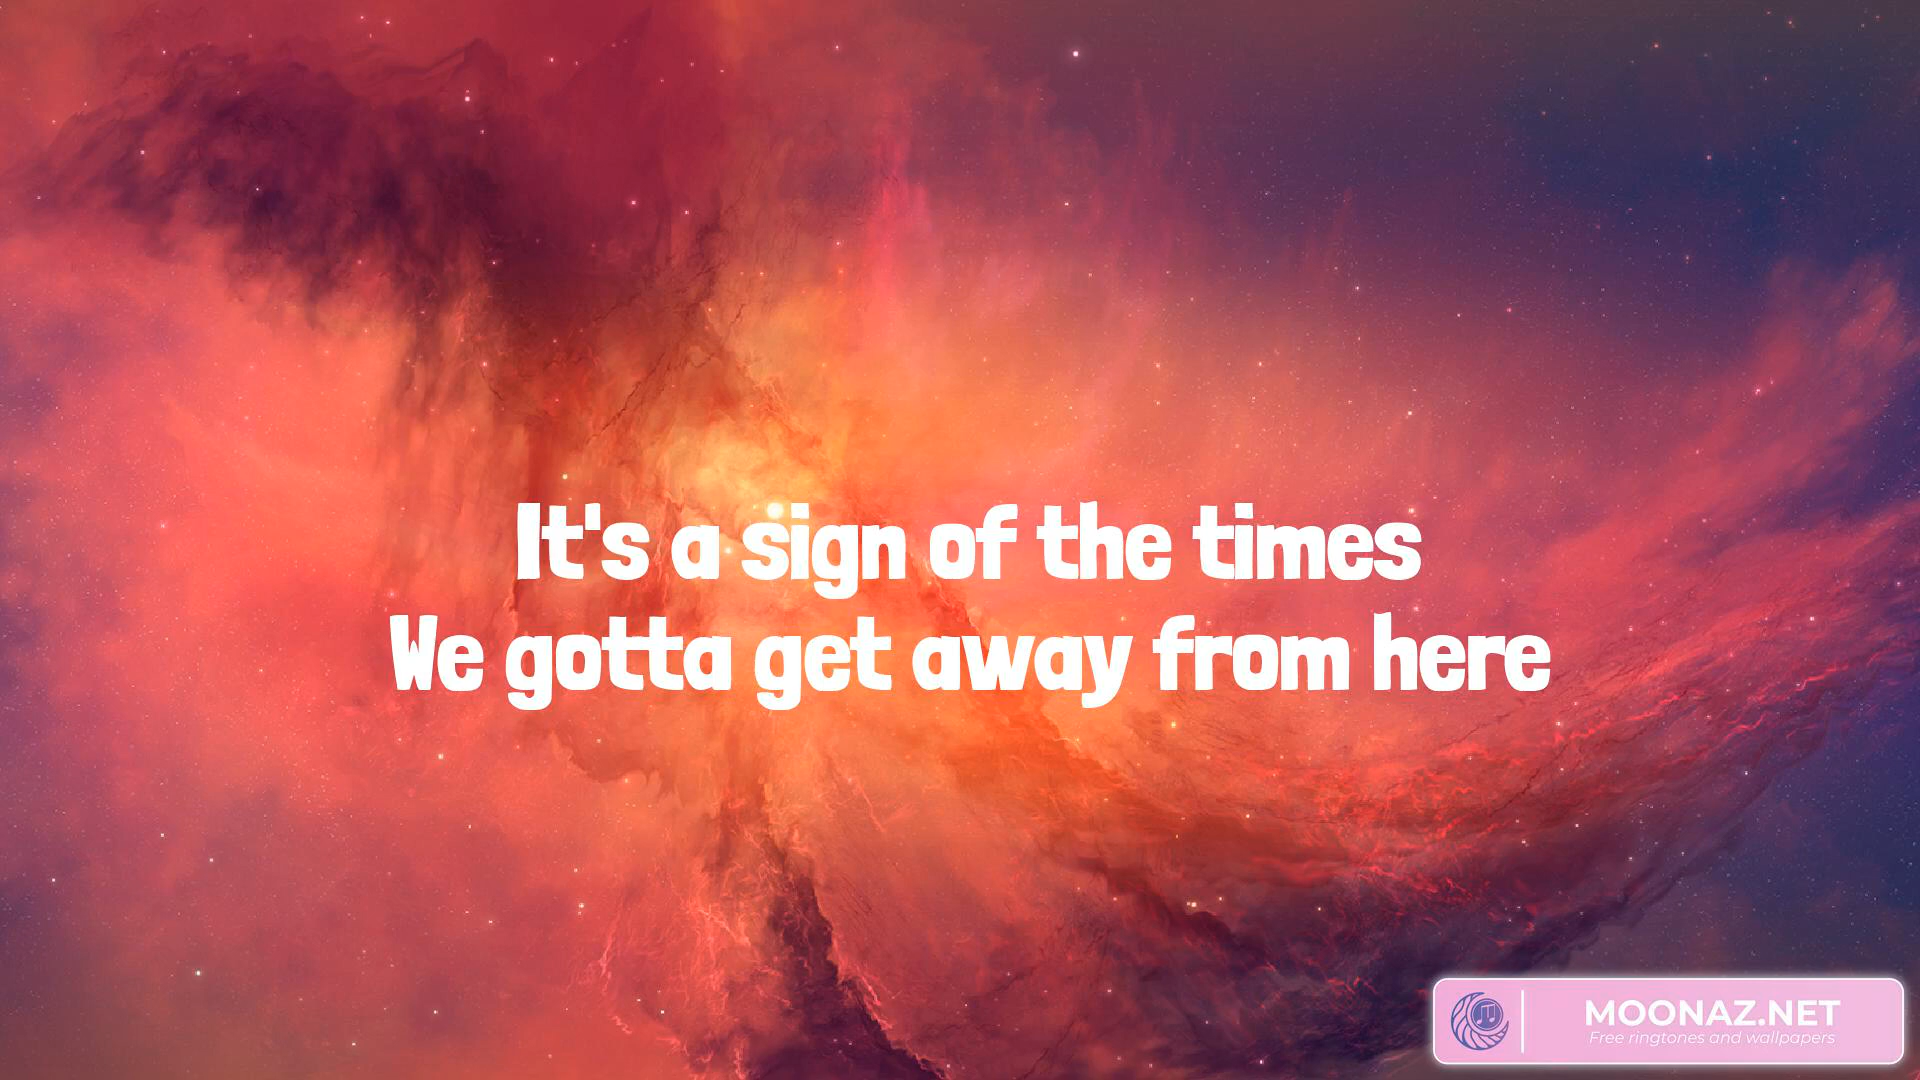 It's a sign of the times
We gotta get away from here
MOONAZ.NET
Free ringtones and wallpapers